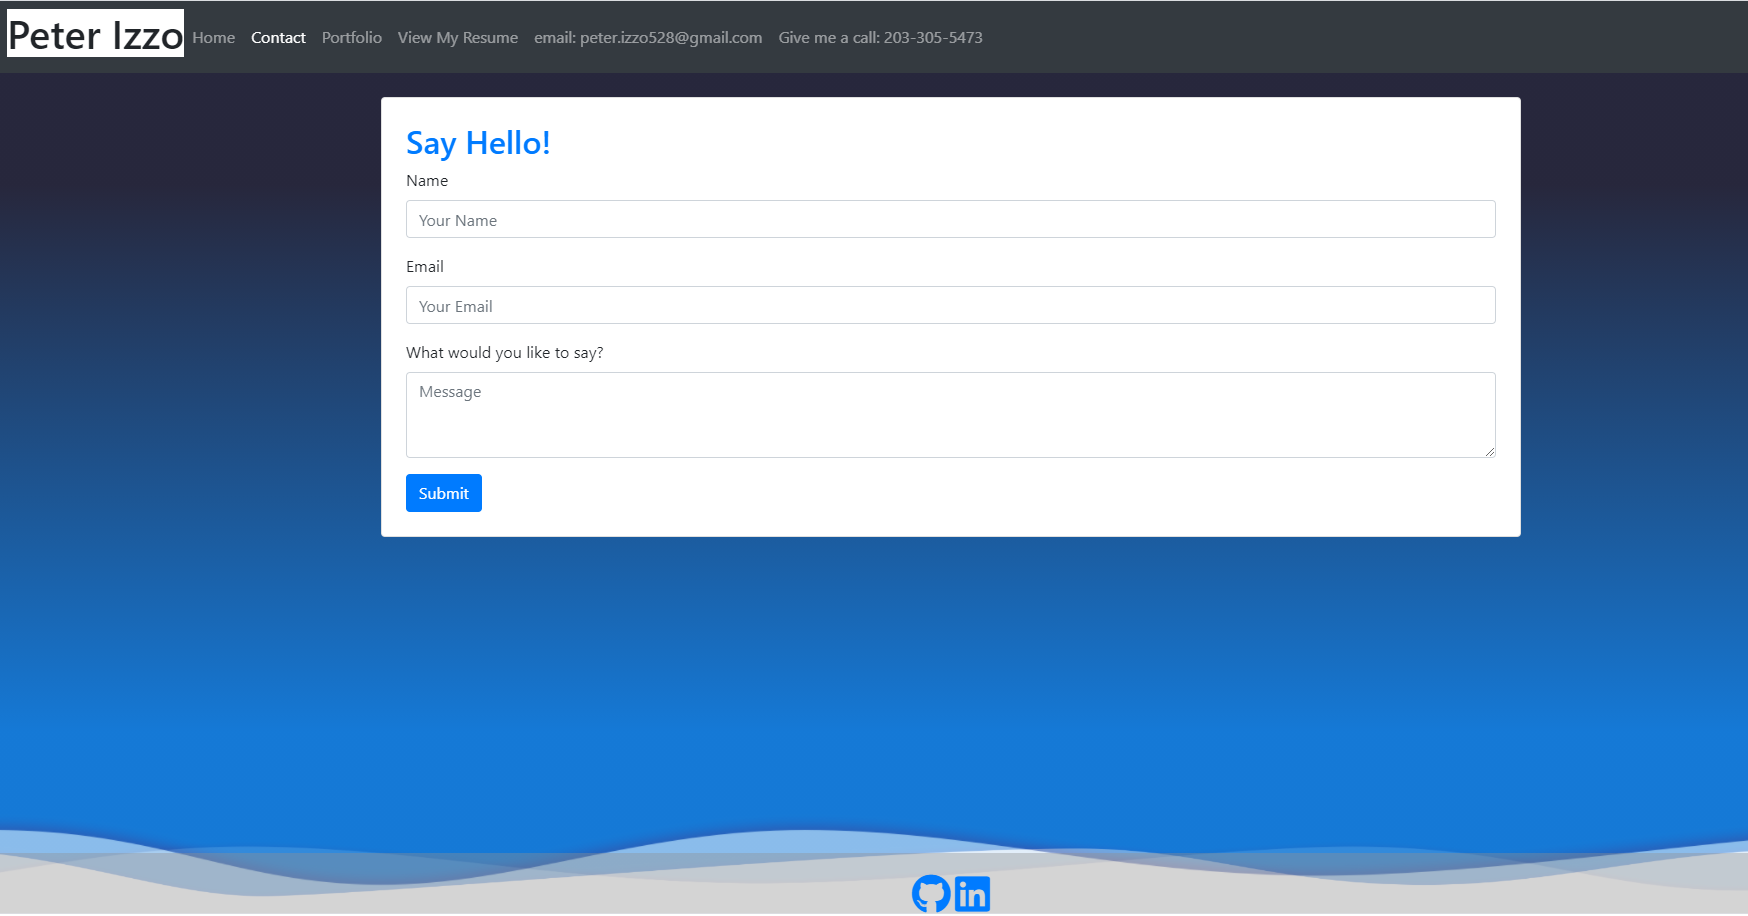 Peter Izzo Home Contact Portfolio View My Resume email: peter.izzo528@gmail.com Give me a call: 203-305-5473
Say Hello!
Name
Your Name
Email
Your Email
What would you like to say?
Message
Submit
in